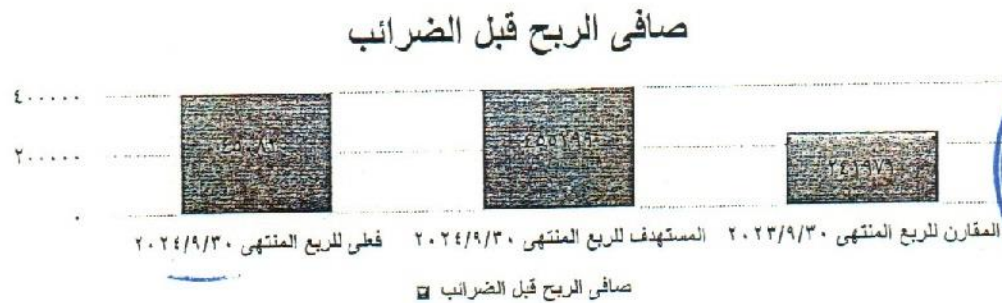 صافى الربح قبل الضرائب
٤٠٠٠٠٠
٢٠٠٠٠٠
٠
المقارن للربع المنتهى ٢٠٢٣/٩/٣٠ المستهدف للربع المنتهى ٢٠٢٤/٩/٣٠ فعلى للربع المنتهى ٢٠٢٤/٩/٣٠
صافى الربح قبل الضرائب